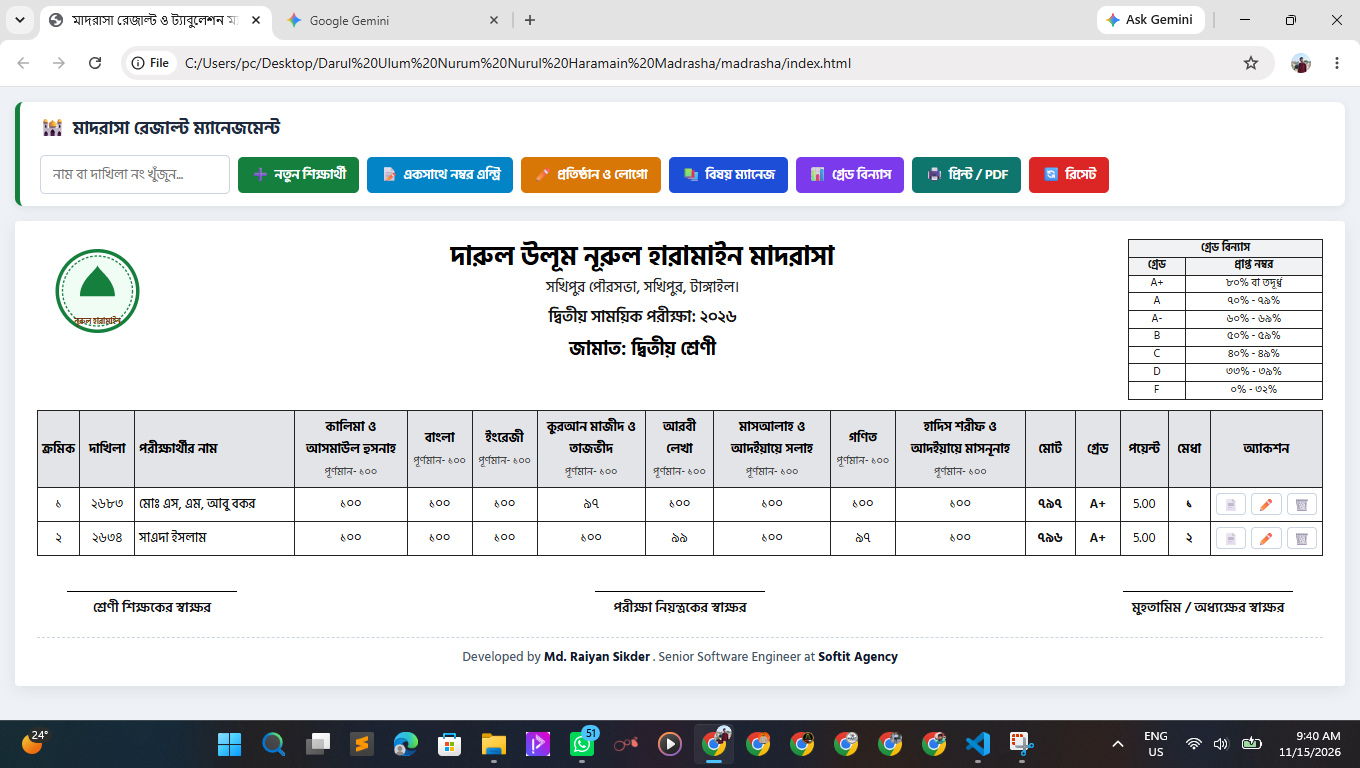 মাদরাসা রেজাল্ট ও ট্যাবুলেশন
Google Gemini
Ask Gemini
File
C:/Users/pc/Desktop/Darul%20Ulum%20Nurum%20Nurul%20Haramain%20Madrasha/madrasha/index.html
মাদরাসা রেজাল্ট ম্যানেজমেন্ট
নাম বা দাখিলা নং খুঁজুন...
নতুন শিক্ষার্থী
একসাথে নম্বর এন্ট্রি
প্রতিষ্ঠান ও লোগো
বিষয় ম্যানেজ
গ্রেড বিন্যাস
প্রিন্ট / PDF
রিসেট
নূরুল হারামাইন
দারুল উলূম নূরুল হারামাইন মাদরাসা
সখিপুর পৌরসভা, সখিপুর, টাঙ্গাইল।
দ্বিতীয় সাময়িক পরীক্ষা: ২০২৬
জামাত: দ্বিতীয় শ্রেণী
গ্রেড বিন্যাস
গ্রেড প্রাপ্ত নম্বর
A+ ৮০% বা তদূর্ধ্ব
A ৭০% - ৭৯%
A- ৬০% - ৬৯%
B ৫০% - ৫৯%
C ৪০% - ৪৯%
D ৩৩% - ৩৯%
F ০% - ৩২%
ক্রমিক
দাখিলা
পরীক্ষার্থীর নাম
কালিমা ও
আসমাউল হুসনাহ
পূর্ণমান- ১০০
বাংলা
পূর্ণমান- ১০০
ইংরেজী
পূর্ণমান- ১০০
কুরআন মাজীদ ও
তাজভীদ
পূর্ণমান- ১০০
আরবী
লেখা
পূর্ণমান- ১০০
মাসআলাহ ও
আদইয়ায়ে সলাহ
পূর্ণমান- ১০০
গণিত
পূর্ণমান- ১০০
হাদিস শরীফ ও
আদইয়ায়ে মাসনূনাহ
পূর্ণমান- ১০০
মোট
গ্রেড
পয়েন্ট
মেধা
অ্যাকশন
১ ২৬৮৩ মোঃ এস, এম, আবু বকর ১০০ ১০০ ১০০ ৯৭ ১০০ ১০০ ১০০ ১০০ ৭৯৭ A+ 5.00 ১
২ ২৬৩৪ সাএদা ইসলাম ১০০ ১০০ ১০০ ১০০ ৯৯ ১০০ ৯৭ ১০০ ৭৯৬ A+ 5.00 ২
শ্রেণী শিক্ষকের স্বাক্ষর
পরীক্ষা নিয়ন্ত্রকের স্বাক্ষর
মুহতামিম / অধ্যক্ষের স্বাক্ষর
Developed by Md. Raiyan Sikder . Senior Software Engineer at Softit Agency
24°
51
ENG
US
9:40 AM
11/15/2026